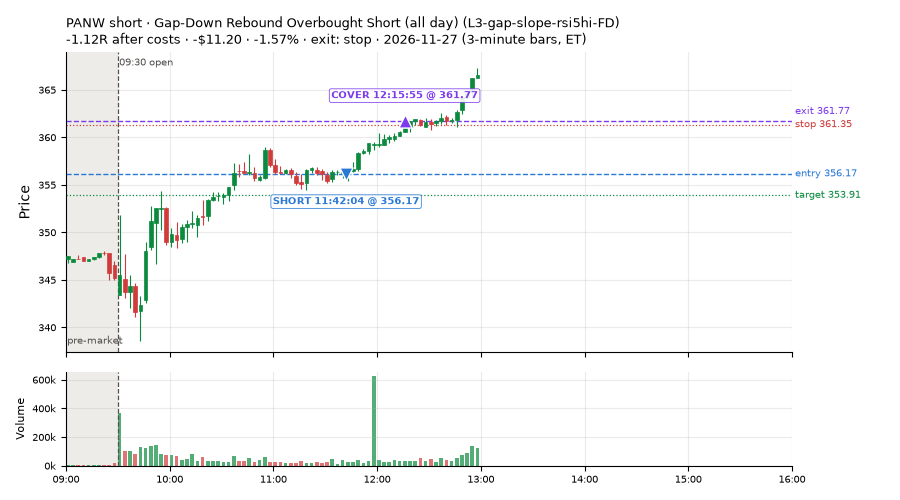 PANW short · Gap-Down Rebound Overbought Short (all day) (L3-gap-slope-rsi5hi-FD)
-1.12R after costs · -$11.20 · -1.57% · exit: stop · 2026-11-27 (3-minute bars, ET)
09:30 open
COVER 12:15:55 @ 361.77
365
exit 361.77
stop 361.35
360
entry 356.17
355
SHORT 11:42:04 @ 356.17
target 353.91
350
345
340
pre-market
Price
600k
400k
200k
0k
Volume
09:00 10:00 11:00 12:00 13:00 14:00 15:00 16:00